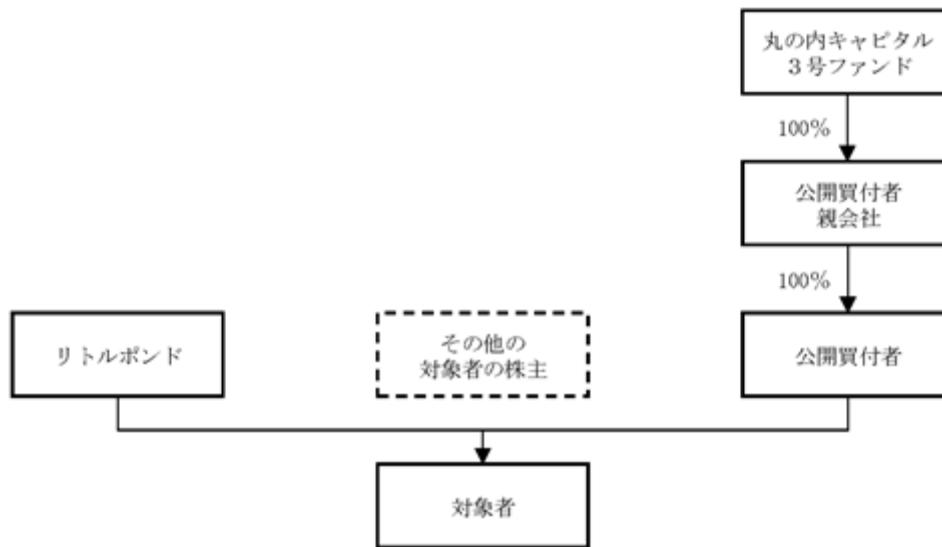 丸の内キャピタル
３号ファンド
100%
公開買付者
親会社
100%
リトルポンド
その他の
対象者の株主
公開買付者
対象者